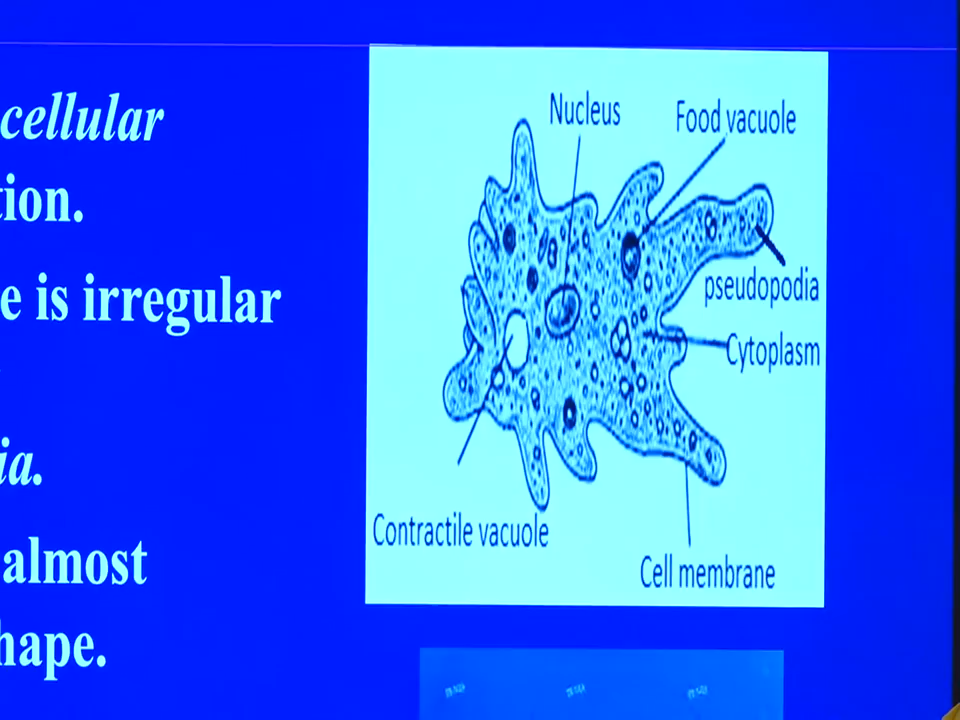 cellular
tion.
e is irregular
ia.
almost
hape.
Nucleus
Food vacuole
pseudopodia
Cytoplasm
Contractile vacuole
Cell membrane